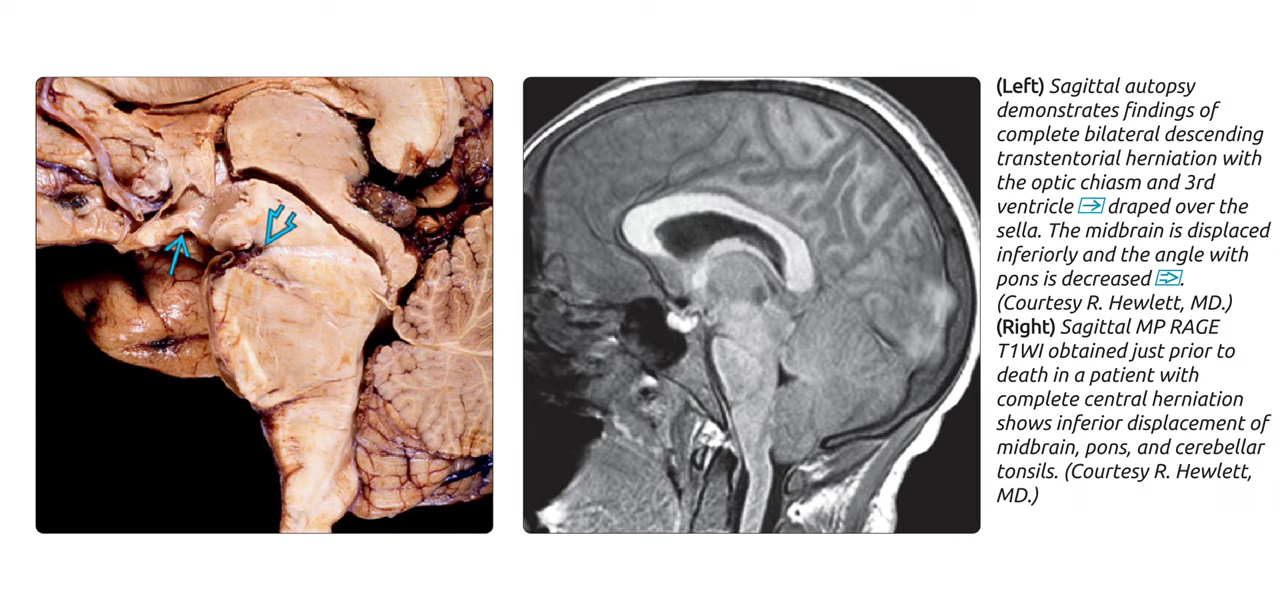 (Left) Sagittal autopsy
demonstrates findings of
complete bilateral descending
transtentorial herniation with
the optic chiasm and 3rd
ventricle draped over the
sella. The midbrain is displaced
inferiorly and the angle with
pons is decreased .
(Courtesy R. Hewlett, MD.)
(Right) Sagittal MP RAGE
T1WI obtained just prior to
death in a patient with
complete central herniation
shows inferior displacement of
midbrain, pons, and cerebellar
tonsils. (Courtesy R. Hewlett,
MD.)